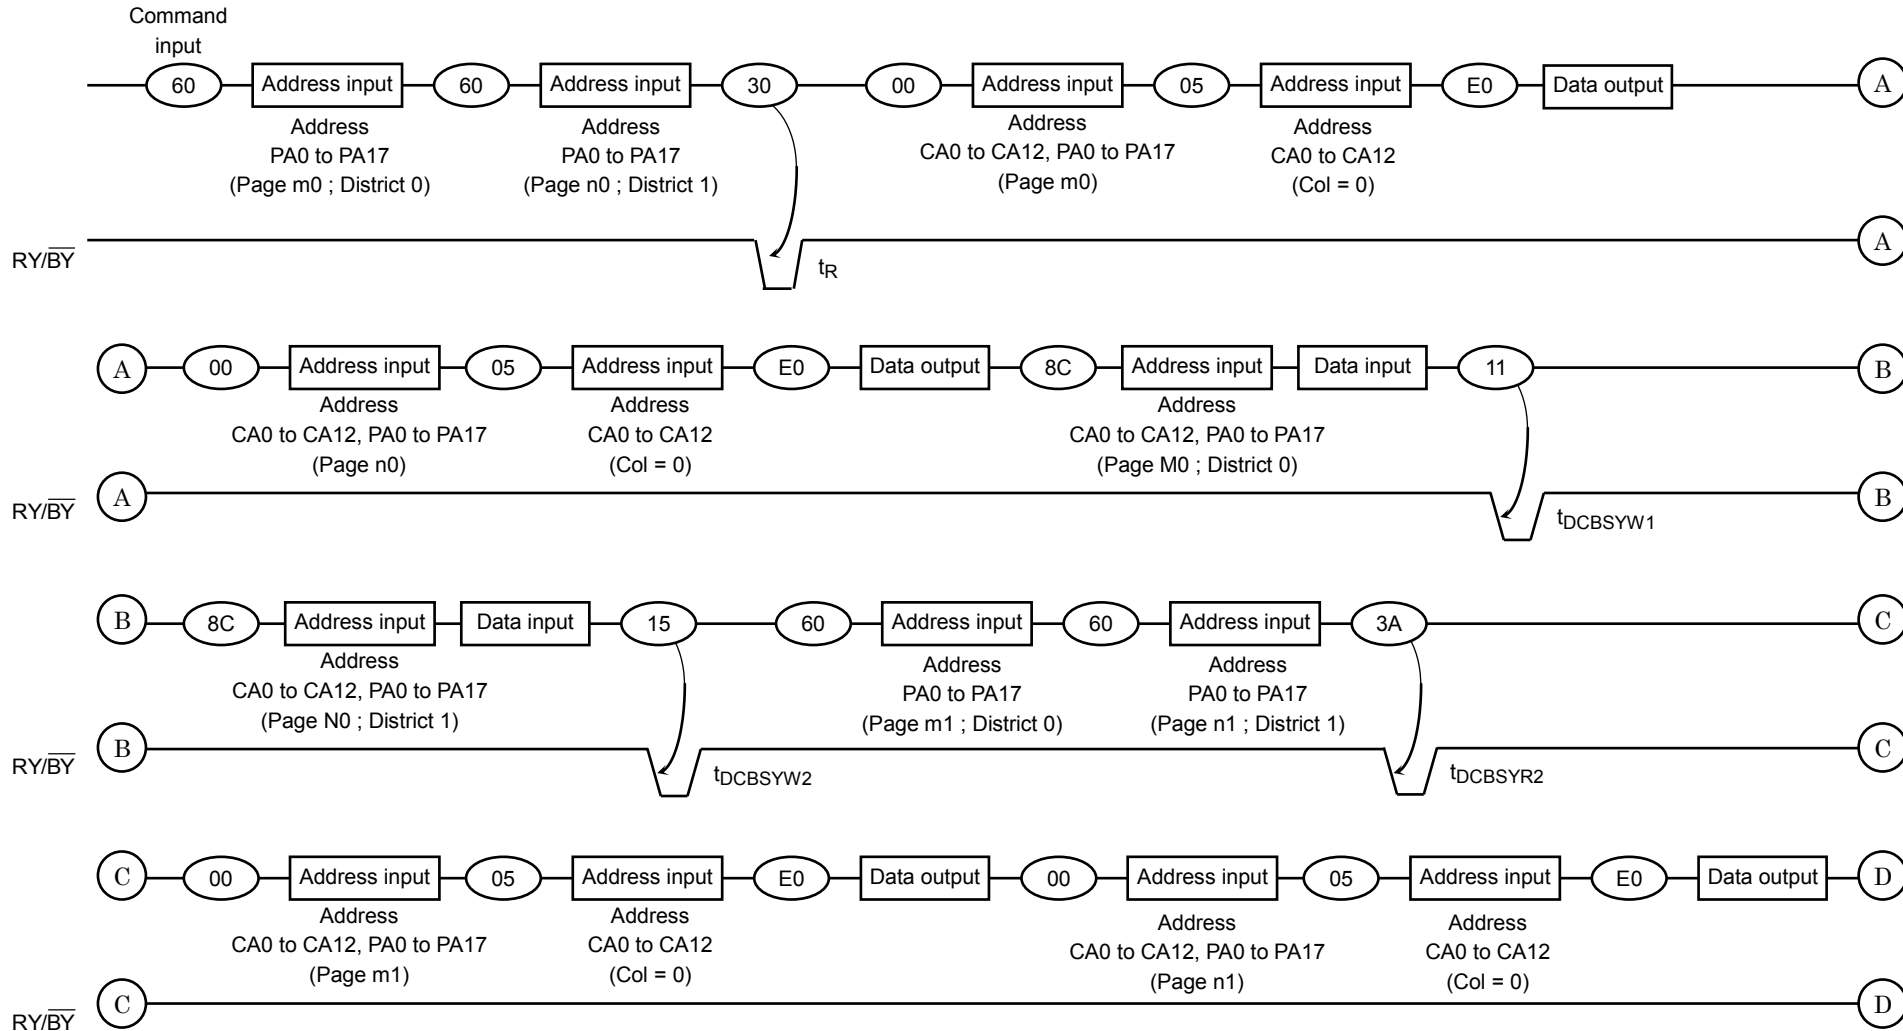 Command
input
60 Address input 60 Address input 30 00 Address input 05 Address input E0 Data output A
Address Address Address Address
PA0 to PA17 PA0 to PA17 CA0 to CA12, PA0 to PA17 CA0 to CA12
(Page m0 ; District 0) (Page n0 ; District 1) (Page m0) (Col = 0)
RY/BY tR A
A 00 Address input 05 Address input E0 Data output 8C Address input Data input 11 B
Address Address Address
CA0 to CA12, PA0 to PA17 CA0 to CA12 CA0 to CA12, PA0 to PA17
(Page n0) (Col = 0) (Page M0 ; District 0)
RY/BY A tDCBSYW1 B
B 8C Address input Data input 15 60 Address input 60 Address input 3A C
Address Address Address
CA0 to CA12, PA0 to PA17 PA0 to PA17 PA0 to PA17
(Page N0 ; District 1) (Page m1 ; District 0) (Page n1 ; District 1)
RY/BY B tDCBSYW2 tDCBSYR2 C
C 00 Address input 05 Address input E0 Data output 00 Address input 05 Address input E0 Data output D
Address Address Address Address
CA0 to CA12, PA0 to PA17 CA0 to CA12 CA0 to CA12, PA0 to PA17 CA0 to CA12
(Page m1) (Col = 0) (Page n1) (Col = 0)
RY/BY C D